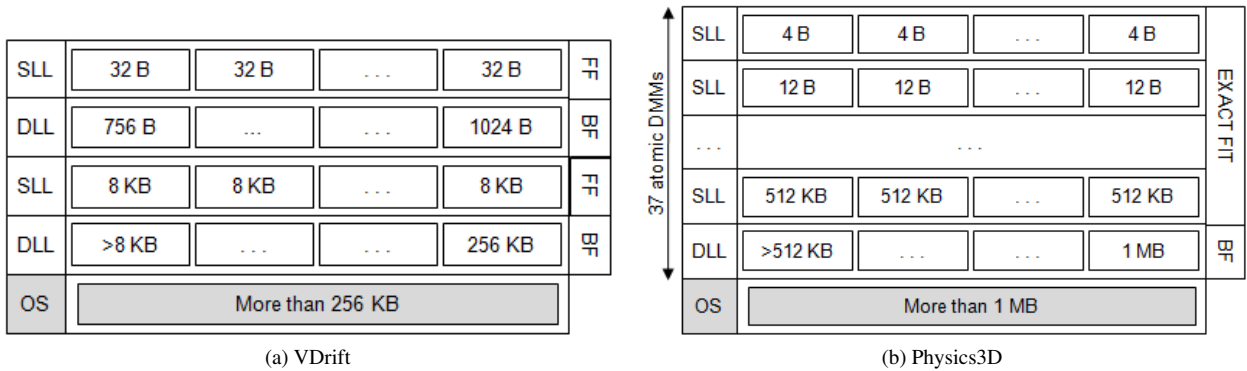 SLL 32 B 32 B . . . 32 B FF
DLL 756 B ... . . . 1024 B BF
SLL 8 KB 8 KB . . . 8 KB FF
DLL >8 KB . . . . . . 256 KB BF
OS More than 256 KB
(a) VDrift
37 atomic DMMs
SLL 4 B 4 B . . . 4 B
SLL 12 B 12 B . . . 12 B
. . . . . .
SLL 512 KB 512 KB . . . 512 KB
EXACT FIT
DLL >512 KB . . . . . . 1 MB BF
OS More than 1 MB
(b) Physics3D